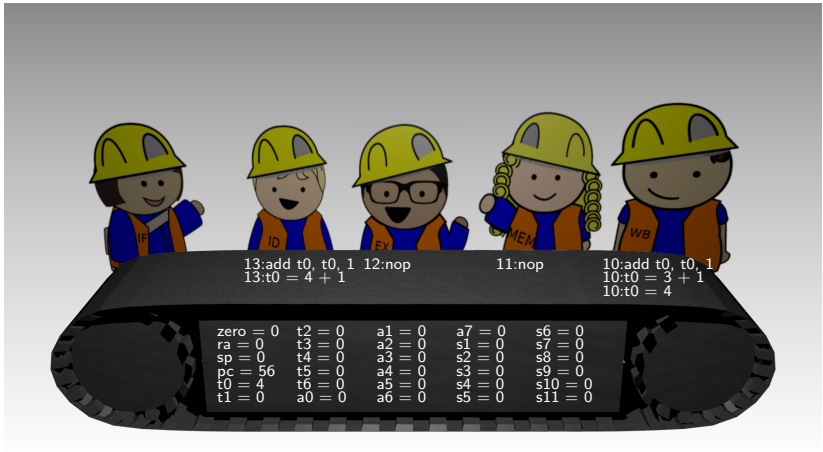 IF
ID
EX
MEM
WB
13:add t0, t0, 1 12:nop 11:nop 10:add t0, t0, 1
13:t0 = 4 + 1 10:t0 = 3 + 1
10:t0 = 4
zero = 0 t2 = 0 a1 = 0 a7 = 0 s6 = 0
ra = 0 t3 = 0 a2 = 0 s1 = 0 s7 = 0
sp = 0 t4 = 0 a3 = 0 s2 = 0 s8 = 0
pc = 56 t5 = 0 a4 = 0 s3 = 0 s9 = 0
t0 = 4 t6 = 0 a5 = 0 s4 = 0 s10 = 0
t1 = 0 a0 = 0 a6 = 0 s5 = 0 s11 = 0